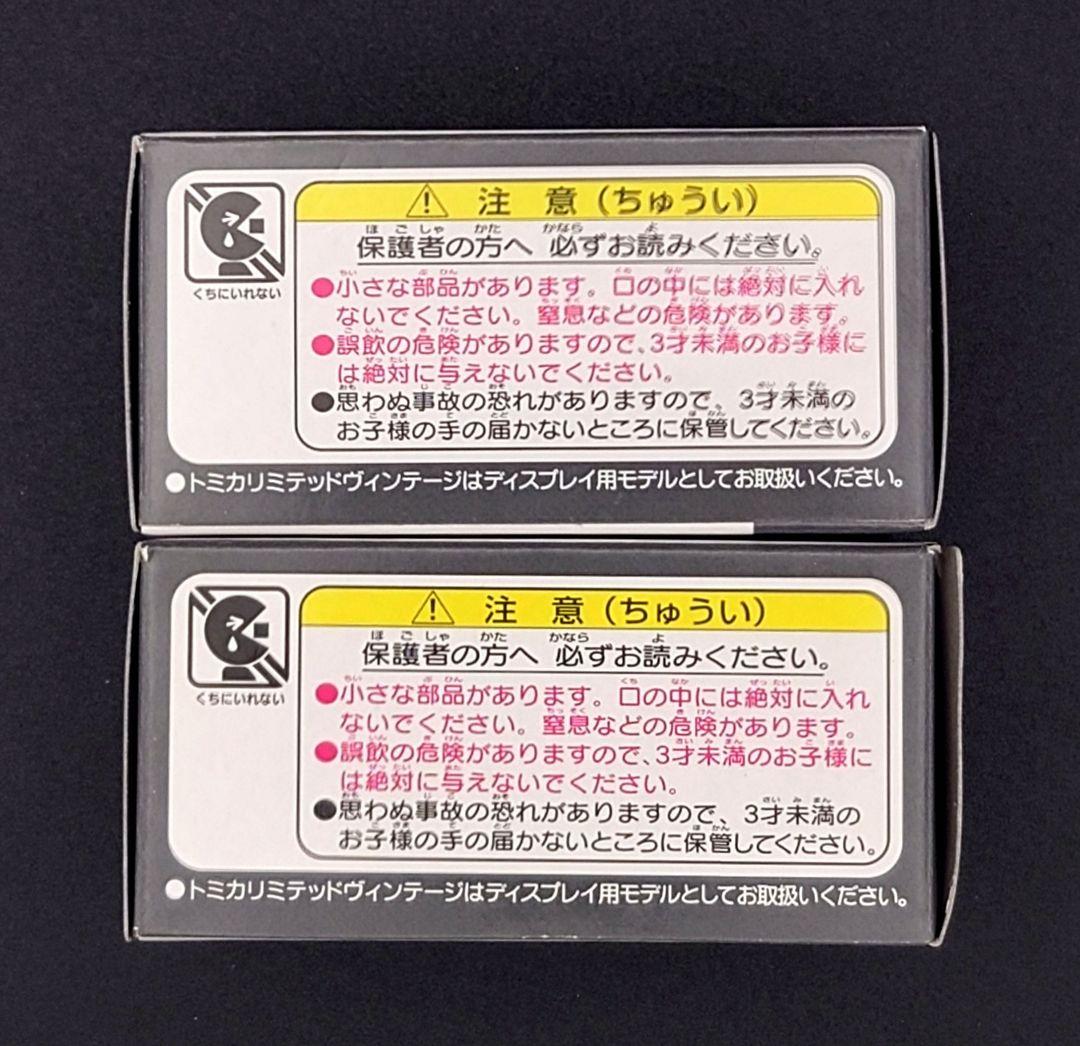 注 意 (ちゅうい)
保護者の方へ 必ずお読みください。
くちにいれない
●小さな部品があります。口の中には絶対に入れ
ないでください。窒息などの危険があります。
●誤飲の危険がありますので、3才未満のお子様に
は絶対に与えないでください。
●思わぬ事故の恐れがありますので、3才未満の
お子様の手の届かないところに保管してください。
●トミカリミテッドヴィンテージはディスプレイ用モデルとしてお取扱いください。
注 意 (ちゅうい)
保護者の方へ 必ずお読みください。
くちにいれない
●小さな部品があります。口の中には絶対に入れ
ないでください。窒息などの危険があります。
●誤飲の危険がありますので、3才未満のお子様に
は絶対に与えないでください。
●思わぬ事故の恐れがありますので、3才未満の
お子様の手の届かないところに保管してください。
●トミカリミテッドヴィンテージはディスプレイ用モデルとしてお取扱いください。